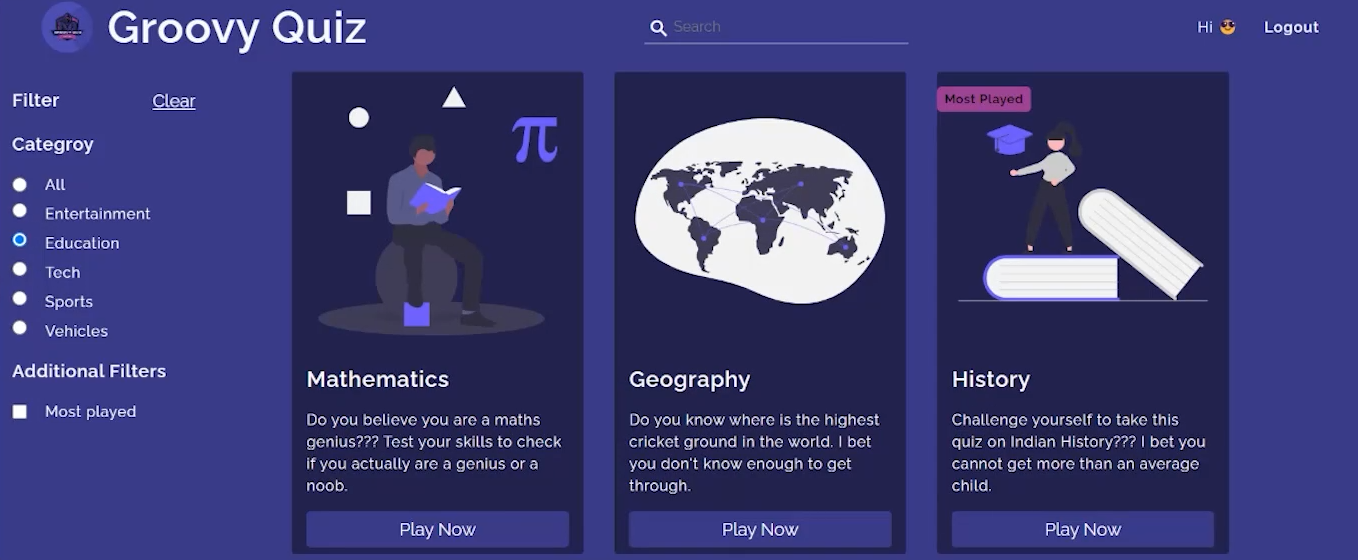 Groovy Quiz
Search
Hi 😎
Logout
Filter
Clear
Categroy
All
Entertainment
Education
Tech
Sports
Vehicles
Additional Filters
Most played
π
Mathematics
Do you believe you are a maths
genius??? Test your skills to check
if you actually are a genius or a
noob.
Play Now
Geography
Do you know where is the highest
cricket ground in the world. I bet
you don't know enough to get
through.
Play Now
Most Played
History
Challenge yourself to take this
quiz on Indian History??? I bet you
cannot get more than an average
child.
Play Now